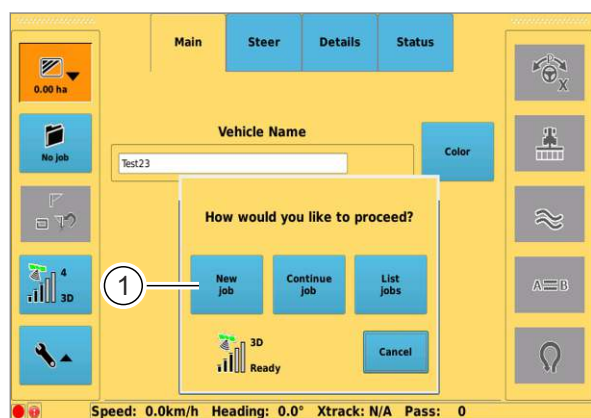 Main
Steer
Details
Status
0.00 ha
No job
4
3D
Vehicle Name
Test23
Color
How would you like to proceed?
New
job
Continue
job
List
jobs
1
3D
Ready
Cancel
X
A B
Speed: 0.0km/h Heading: 0.0° Xtrack: N/A Pass: 0